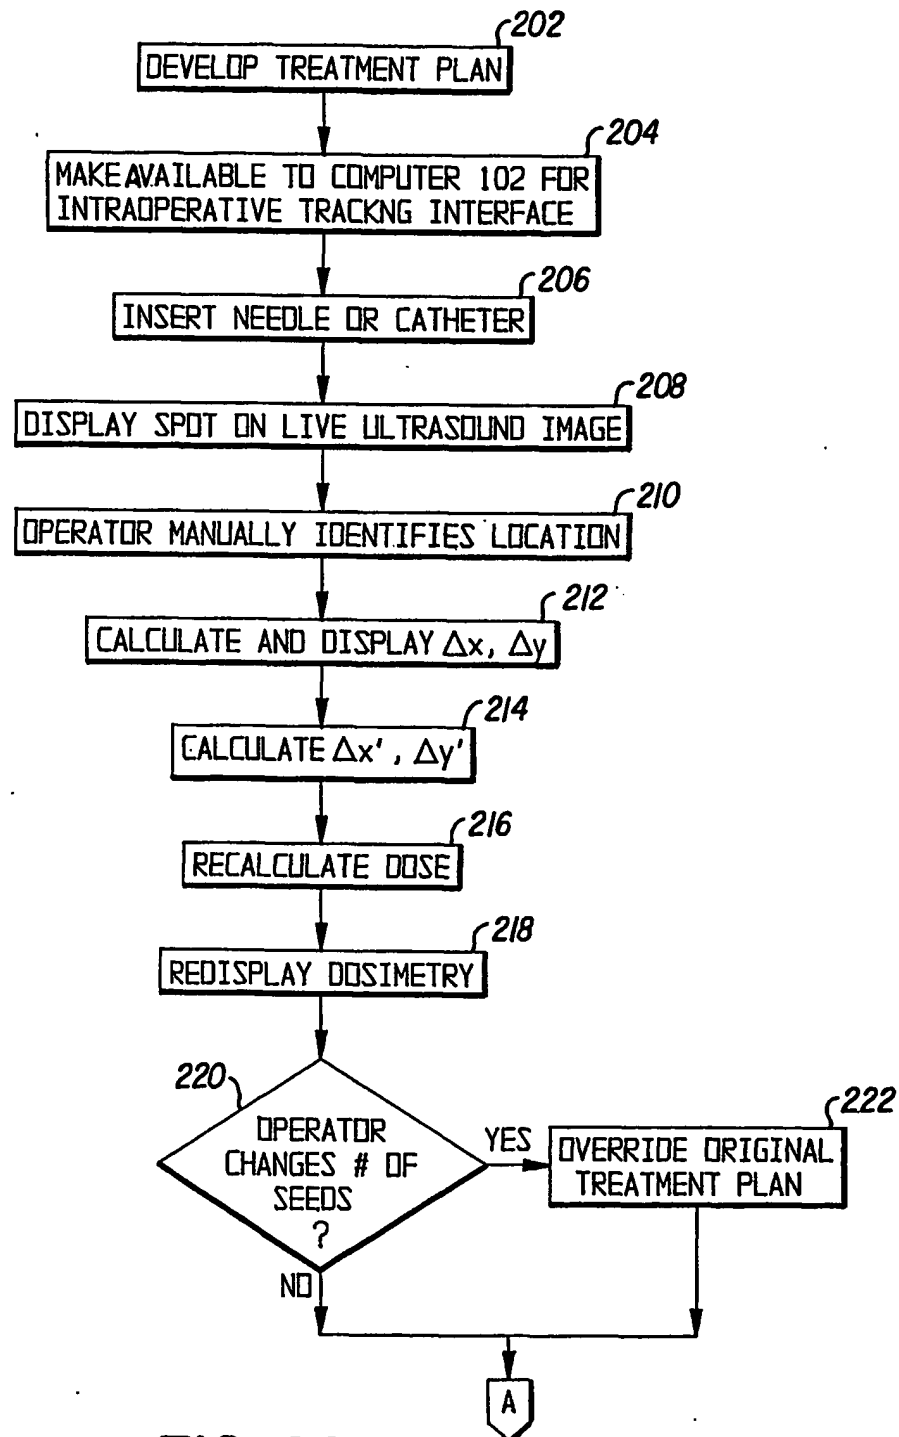 202
DEVELOP TREATMENT PLAN
204
MAKE AVAILABLE TO COMPUTER 102 FOR
INTRAOPERATIVE TRACKNG INTERFACE
206
INSERT NEEDLE OR CATHETER
208
DISPLAY SPOT ON LIVE ULTRASOUND IMAGE
210
OPERATOR MANUALLY IDENTIFIES LOCATION
212
CALCULATE AND DISPLAY Δx, Δy
214
CALCULATE Δx', Δy'
216
RECALCULATE DOSE
218
REDISPLAY DOSIMETRY
220
OPERATOR
CHANGES # OF
SEEDS
?
YES
222
OVERRIDE ORIGINAL
TREATMENT PLAN
NO
A